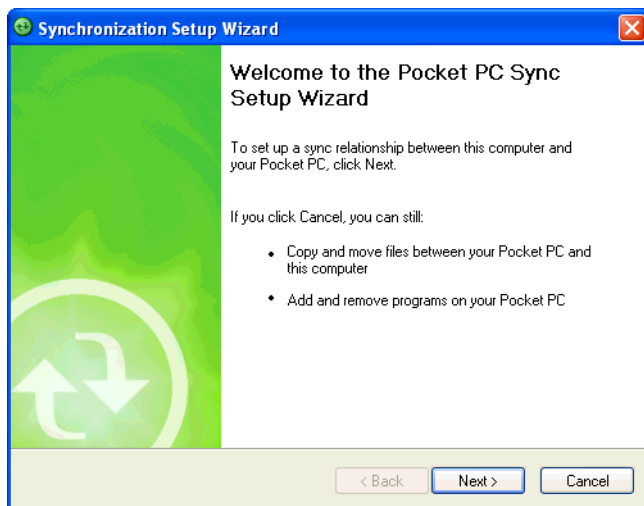 Synchronization Setup Wizard
Welcome to the Pocket PC Sync
Setup Wizard
To set up a sync relationship between this computer and
your Pocket PC, click Next.
If you click Cancel, you can still:
• Copy and move files between your Pocket PC and
this computer
• Add and remove programs on your Pocket PC
< Back Next > Cancel